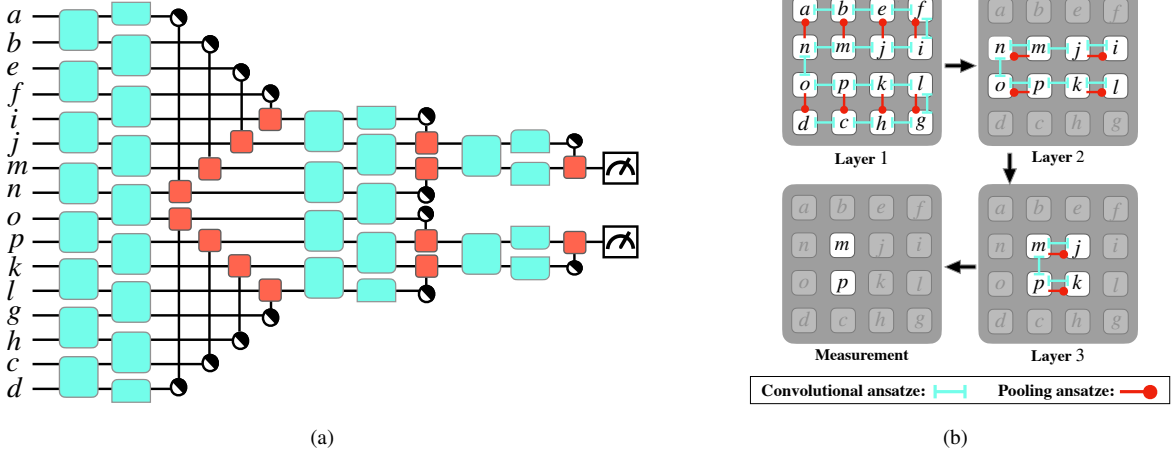 a
b
e
f
i
j
m
n
o
p
k
l
g
h
c
d
(a)
a b e f
n m j i
o p k l
d c h g
Layer 1
a b e f
n m j i
o p k l
d c h g
Layer 2
a b e f
n m j i
o p k l
d c h g
Measurement
a b e f
n m j i
o p k l
d c h g
Layer 3
Convolutional ansatze: Pooling ansatze:
(b)